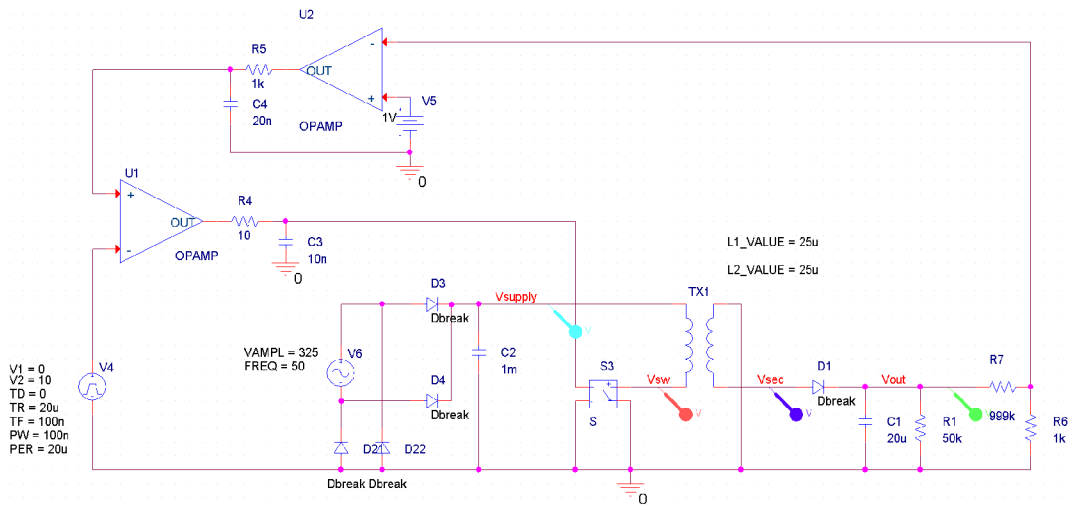 U2
R5
1k
OUT
-
+
V5
1V
C4
20n
OPAMP
0
U1
+
-
OUT
OPAMP
R4
10
C3
10n
0
L1_VALUE = 25u
L2_VALUE = 25u
TX1
D3
Dbreak
Vsupply
V
VAMPL = 325
FREQ = 50
V6
C2
1m
D4
Dbreak
S3
S
Vsw
V
Vsec
V
D1
Dbreak
Vout
V
R7
999k
C1
20u
R1
50k
R6
1k
V1 = 0
V2 = 10
TD = 0
TR = 20u
TF = 100n
PW = 100n
PER = 20u
V4
D21
D22
Dbreak Dbreak
0